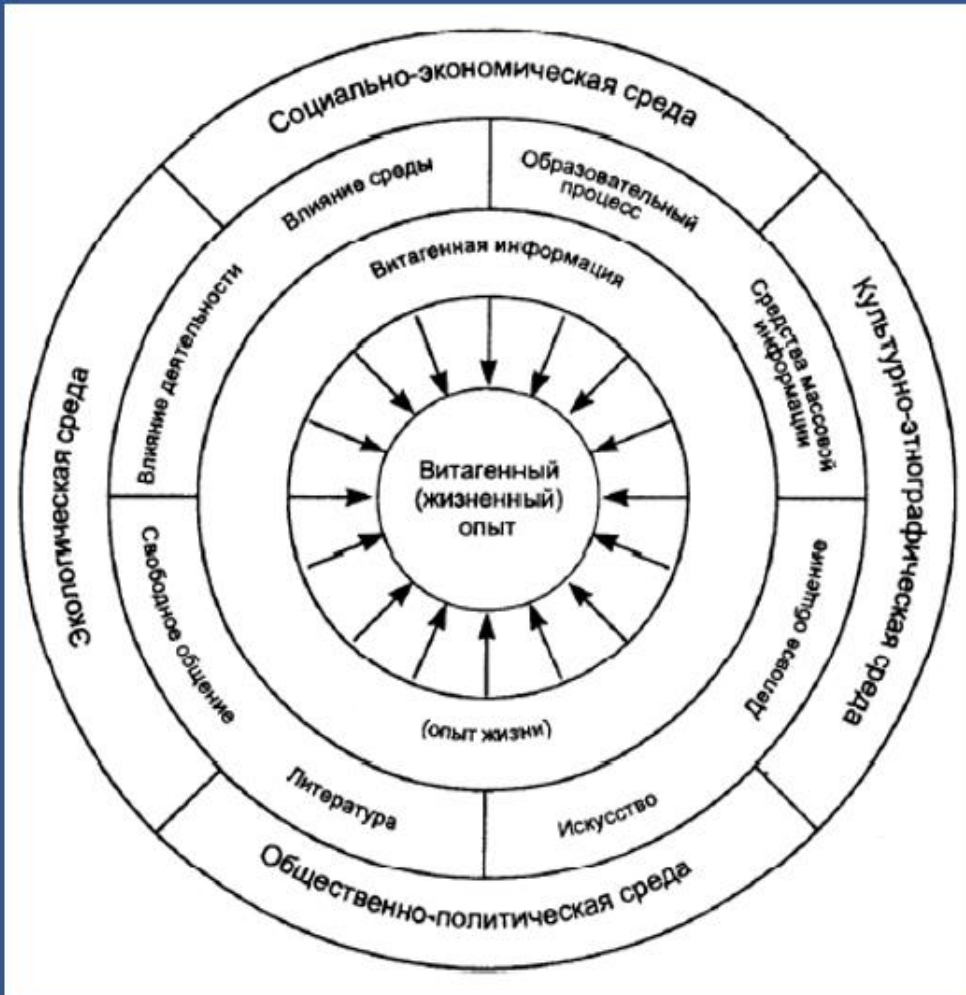 Социально-экономическая среда
Влияние среды
Образовательный
процесс
Витагенная информация
Влияние деятельности
Средства массовой
информации
Культурно-этнографическая среда
Экологическая среда
Витагенный
(жизненный)
опыт
Свободное общение
Деловое общение
(опыт жизни)
Литература
Искусство
Общественно-политическая среда